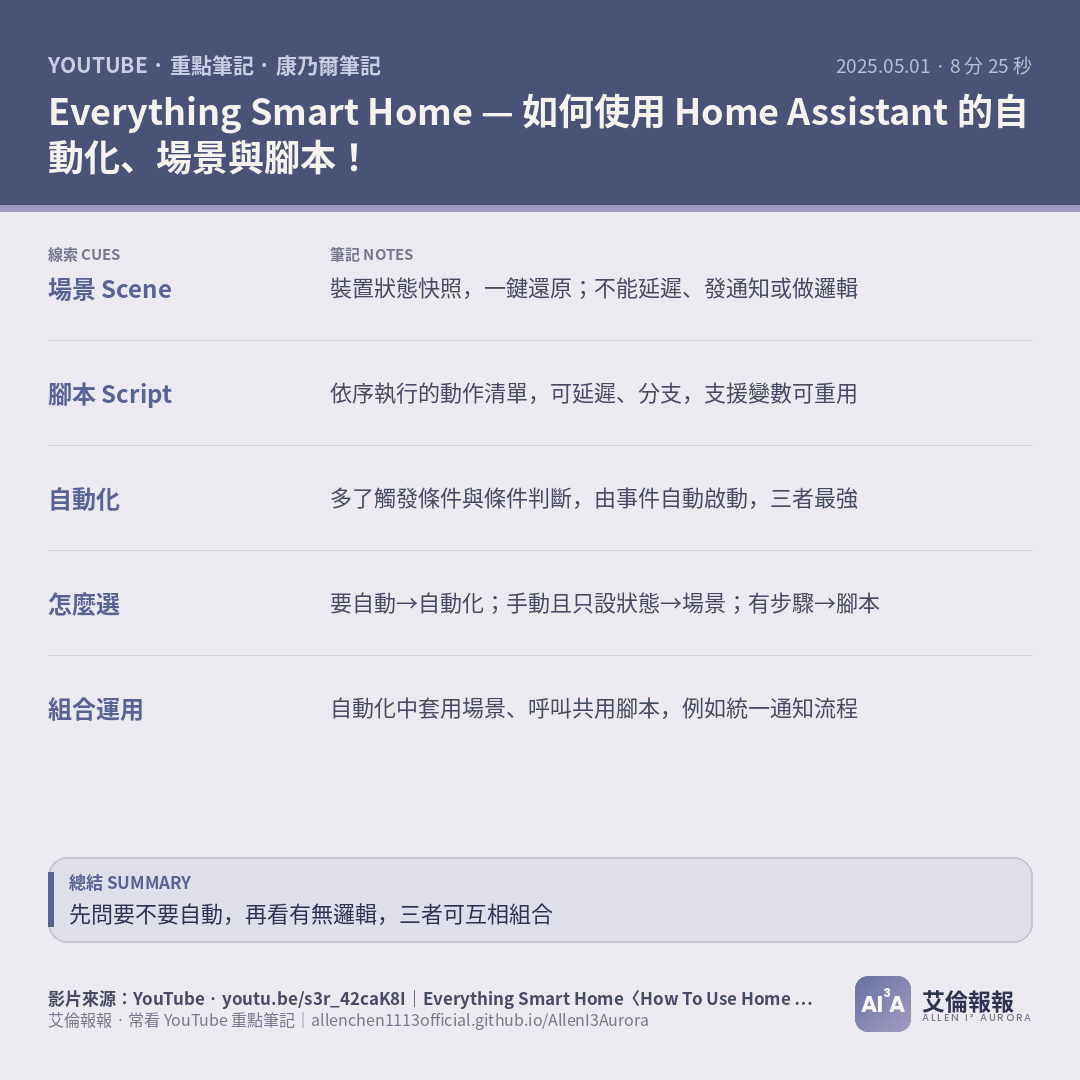 YOUTUBE · 重點筆記 · 康乃爾筆記
2025.05.01 · 8 分 25 秒
Everything Smart Home — 如何使用 Home Assistant 的自
動化、場景與腳本！
線索 CUES
筆記 NOTES
場景 Scene
裝置狀態快照，一鍵還原；不能延遲、發通知或做邏輯
腳本 Script
依序執行的動作清單，可延遲、分支，支援變數可重用
自動化
多了觸發條件與條件判斷，由事件自動啟動，三者最強
怎麼選
要自動→自動化；手動且只設狀態→場景；有步驟→腳本
組合運用
自動化中套用場景、呼叫共用腳本，例如統一通知流程
總結 SUMMARY
先問要不要自動，再看有無邏輯，三者可互相組合
影片來源：YouTube · youtu.be/s3r_42caK8I｜Everything Smart Home〈How To Use Home …
艾倫報報 · 常看 YouTube 重點筆記｜allenchen1113official.github.io/AllenI3Aurora
AI³A
艾倫報報
ALLEN I³ AURORA